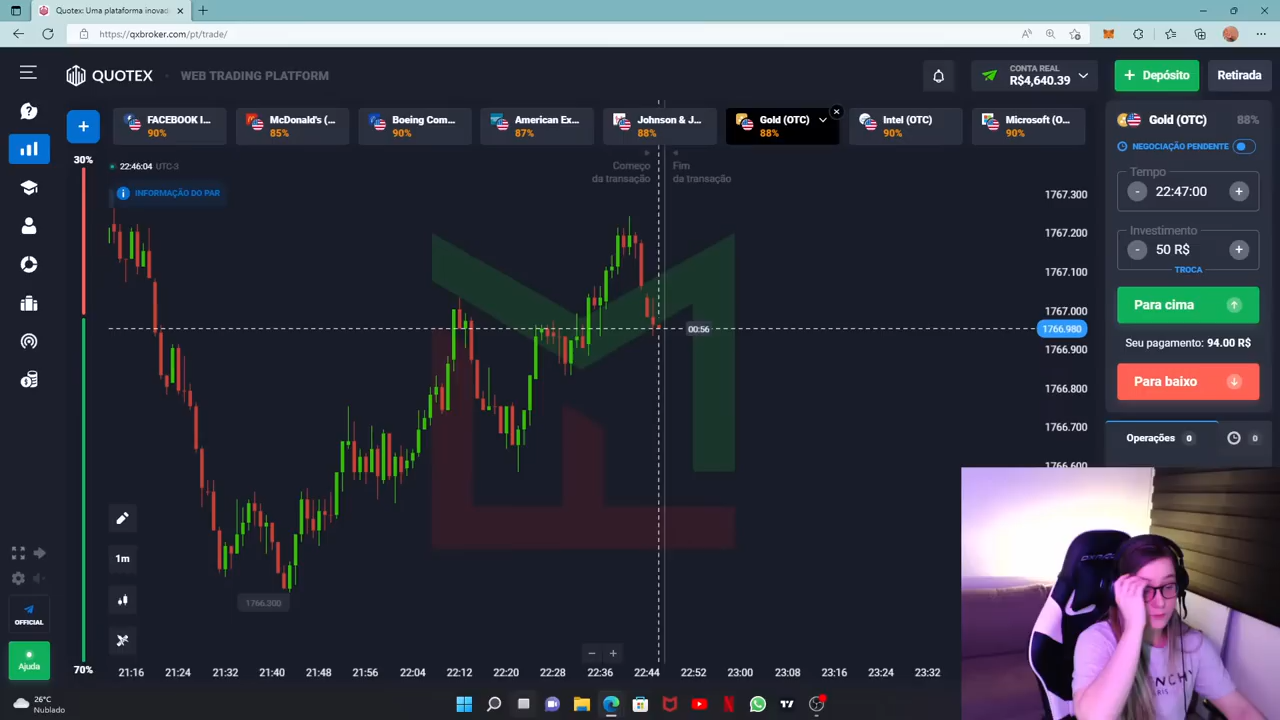 Quotex: Uma plataforma inovad
https://qxbroker.com/pt/trade/
QUOTEX
WEB TRADING PLATFORM
CONTA REAL
R$4,640.39
Depósito
Retirada
FACEBOOK I...
90%
McDonald's (...
85%
Boeing Com...
90%
American Ex...
87%
Johnson & J...
88%
Gold (OTC)
88%
Intel (OTC)
90%
Microsoft (O...
90%
30%
22:46:04 UTC-3
INFORMAÇÃO DO PAR
Começo
da transação
Fim
da transação
1767.300
1767.200
1767.100
1767.000
1766.980
1766.900
1766.800
1766.700
1766.600
00:56
1766.300
1m
70%
21:16 21:24 21:32 21:40 21:48 21:56 22:04 22:12 22:20 22:28 22:36 22:44 22:52 23:00 23:08 23:16 23:24 23:32
Gold (OTC) 88%
NEGOCIAÇÃO PENDENTE
Tempo
- 22:47:00 +
Investimento
- 50 R$ +
TROCA
Para cima
Seu pagamento: 94.00 R$
Para baixo
Operações 0
0
OFFICIAL
Ajuda
26°C
Nublado